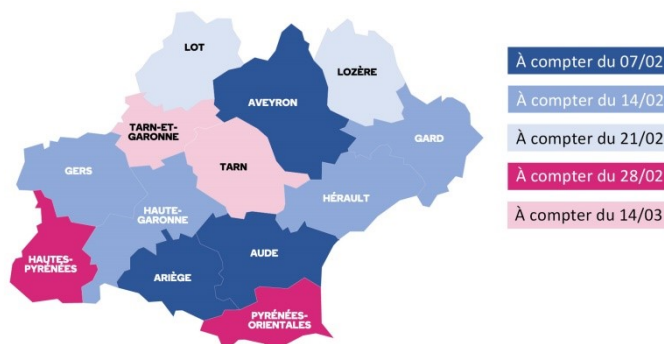 LOT
LOZÈRE
AVEYRON
TARN-ET-
GARONNE
GARD
TARN
GERS
HÉRAULT
HAUTE-
GARONNE
HAUTES-
PYRÉNÉES
AUDE
ARIÈGE
PYRÉNÉES-
ORIENTALES
À compter du 07/02
À compter du 14/02
À compter du 21/02
À compter du 28/02
À compter du 14/03